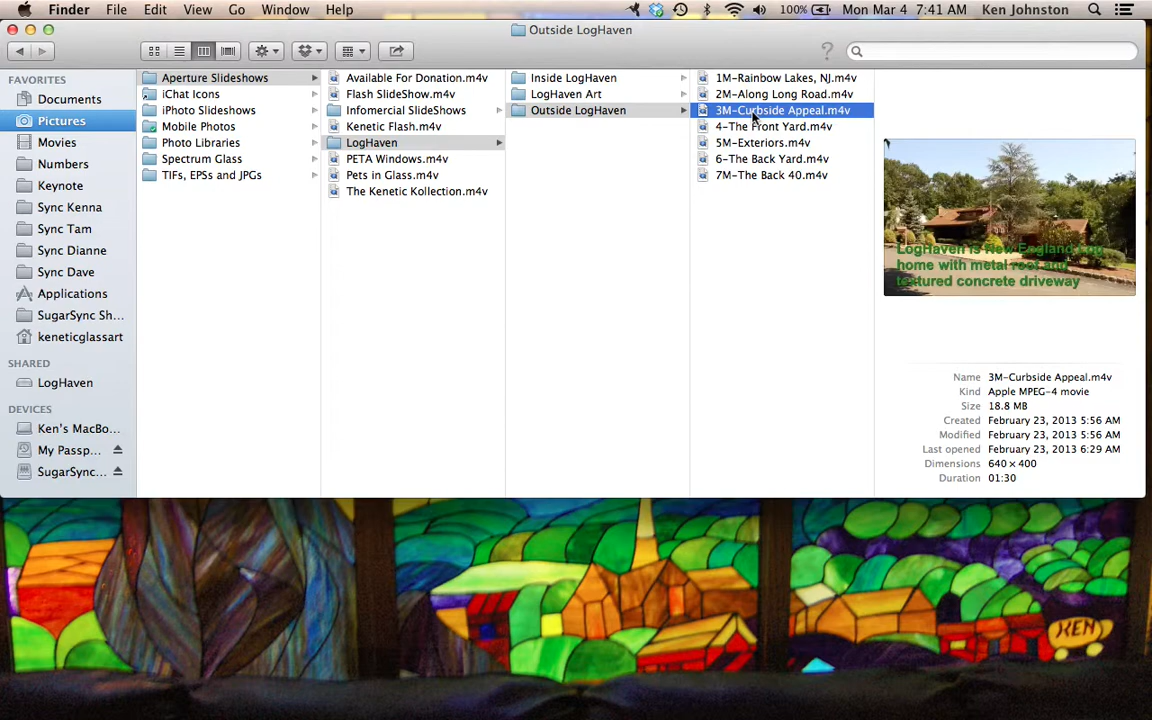 Finder File Edit View Go Window Help 100% Mon Mar 4 7:41 AM Ken Johnston
Outside LogHaven
?
FAVORITES
Documents
Pictures
Movies
Numbers
Keynote
Sync Kenna
Sync Tam
Sync Dianne
Sync Dave
Applications
SugarSync Sh...
keneticglassart
SHARED
LogHaven
DEVICES
Ken's MacBo...
My Passp...
SugarSync...
Aperture Slideshows
iChat Icons
iPhoto Slideshows
Mobile Photos
Photo Libraries
Spectrum Glass
TIFs, EPSs and JPGs
Available For Donation.m4v
Flash SlideShow.m4v
Infomercial SlideShows
Kenetic Flash.m4v
LogHaven
PETA Windows.m4v
Pets in Glass.m4v
The Kenetic Kollection.m4v
Inside LogHaven
LogHaven Art
Outside LogHaven
1M-Rainbow Lakes, NJ.m4v
2M-Along Long Road.m4v
3M-Curbside Appeal.m4v
4-The Front Yard.m4v
5M-Exteriors.m4v
6-The Back Yard.m4v
7M-The Back 40.m4v
LogHaven is New England Log
home with metal roof and
textured concrete driveway
Name 3M-Curbside Appeal.m4v
Kind Apple MPEG-4 movie
Size 18.8 MB
Created February 23, 2013 5:56 AM
Modified February 23, 2013 5:56 AM
Last opened February 23, 2013 6:29 AM
Dimensions 640 × 400
Duration 01:30
KEN